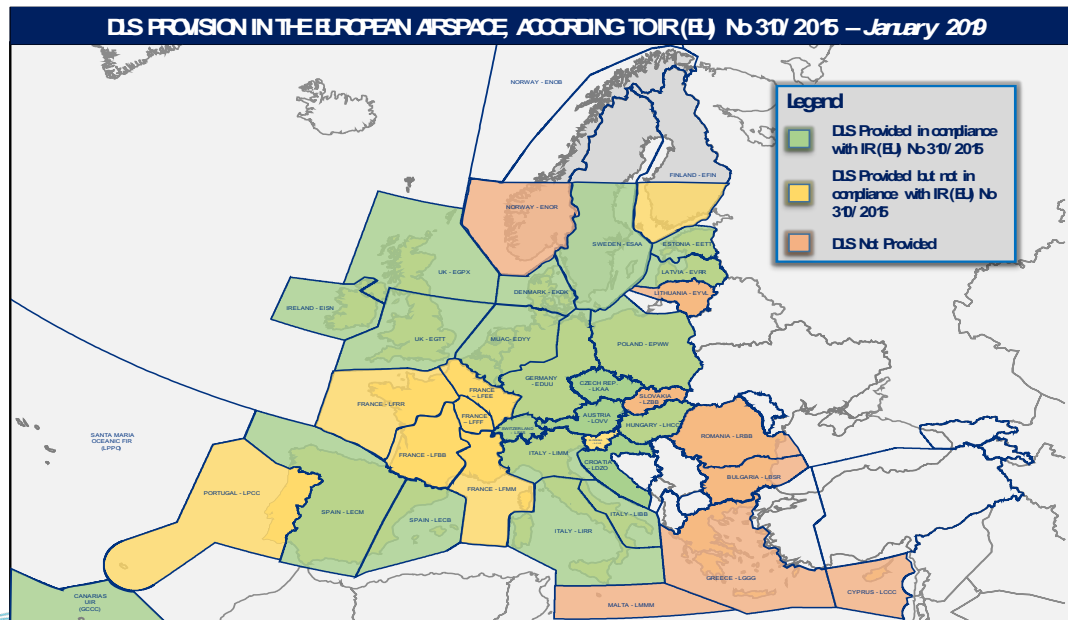 DLS PROVISION IN THE EUROPEAN AIRSPACE, ACCORDING TO IR (EU) No 310/ 2015 – January 2019
NORWAY - ENOB
Legend
DLS Provided in compliance
with IR (EU) No 310/ 2015
DLS Provided but not in
compliance with IR (EU) No
310/ 2015
DLS Not Provided
FINLAND - EFIN
NORWAY - ENOR
SWEDEN - ESAA
ESTONIA - EETT
UK - EGPX
LATVIA - EVRR
DENMARK - EKDK
LITHUANIA - EYVL
IRELAND - EISN
UK - EGTT
MUAC- EDYY
POLAND - EPWW
GERMANY
- EDUU
CZECH REP.
- LKAA
FRANCE
– LFEE
SLOVAKIA
- LZBB
FRANCE - LFRR
FRANCE
– LFFF
SWITZERLAND
AUSTRIA
- LOVV
HUNGARY - LHCC
SANTA MARIA
OCEANIC FIR
(LPPO)
ROMANIA - LRBB
FRANCE - LFBB
ITALY - LIMM
CROATIA
- LDZO
BULGARIA - LBSR
PORTUGAL - LPCC
FRANCE - LFMM
SPAIN - LECM
SPAIN - LECB
ITALY - LIBB
ITALY - LIRR
GREECE - LGGG
CYPRUS - LCCC
CANARIAS
UIR
(GCCC)
MALTA - LMMM